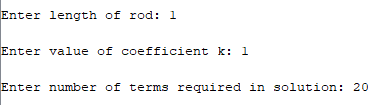 Enter length of rod: 1
Enter value of coefficient k: 1
Enter number of terms required in solution: 20